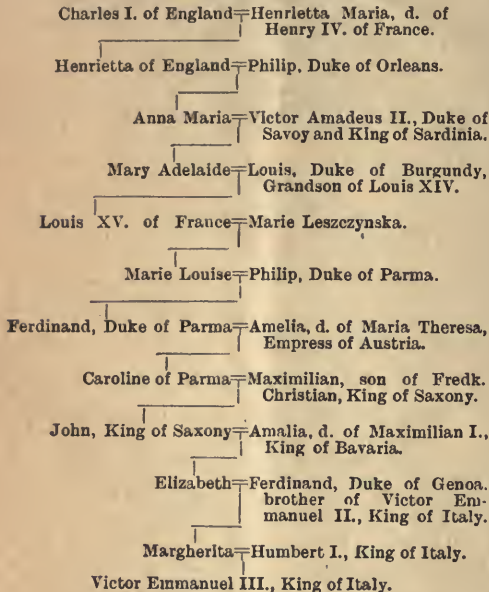 Charles I. of England Henrietta Maria, d. of
Henry IV. of France.
Henrietta of England Philip, Duke of Orleans.
Anna Maria Victor Amadeus II., Duke of
Savoy and King of Sardinia.
Mary Adelaide Louis, Duke of Burgundy,
Grandson of Louis XIV.
Louis XV. of France Marie Leszczynska.
Marie Louise Philip, Duke of Parma.
Ferdinand, Duke of Parma Amelia, d. of Maria Theresa,
Empress of Austria.
Caroline of Parma Maximilian, son of Fredk.
Christian, King of Saxony.
John, King of Saxony Amalia, d. of Maximilian I.,
King of Bavaria.
Elizabeth Ferdinand, Duke of Genoa.
brother of Victor Em-
manuel II., King of Italy.
Margherita Humbert I., King of Italy.
Victor Emmanuel III., King of Italy.